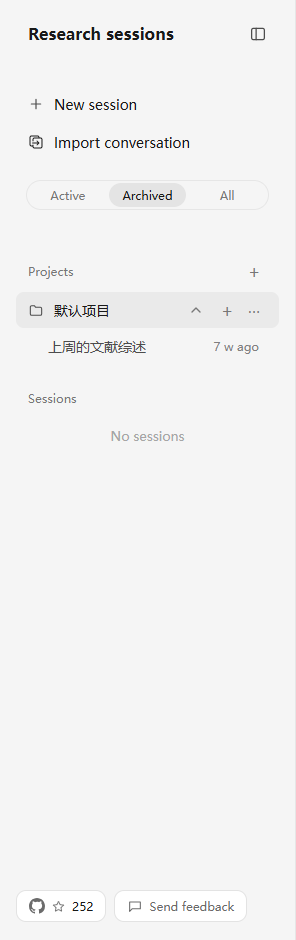 Research sessions
New session
Import conversation
Active Archived All
Projects
默认项目
上周的文献综述 7 w ago
Sessions
No sessions
252 Send feedback